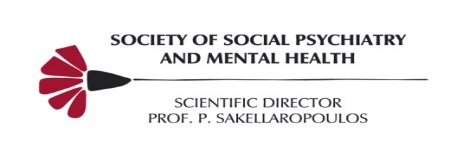 SOCIETY OF SOCIAL PSYCHIATRY
AND MENTAL HEALTH
SCIENTIFIC DIRECTOR
PROF. P. SAKELLAROPOULOS